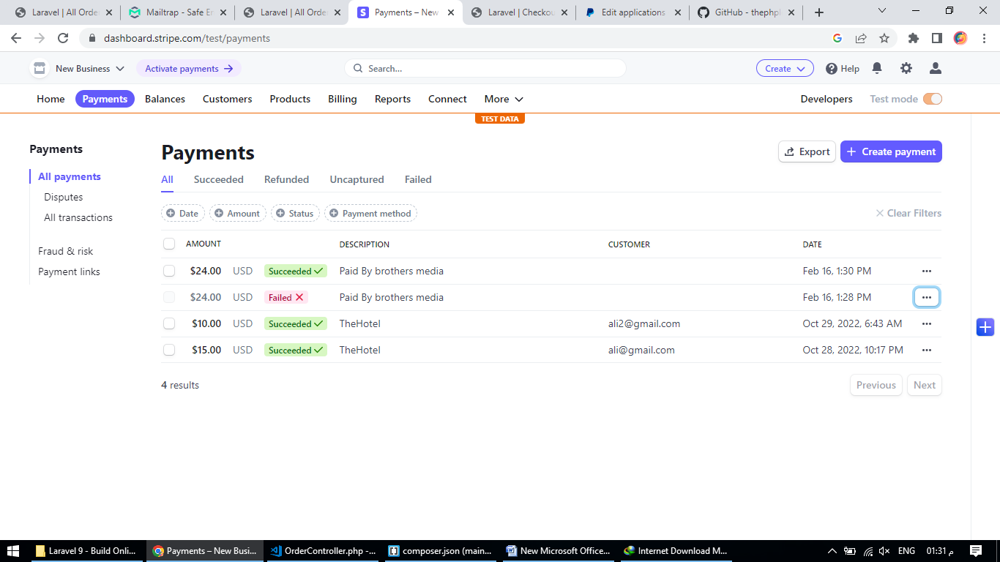 Laravel | All Orde
Mailtrap - Safe Em
Laravel | All Orde
Payments – New
Laravel | Checkou
Edit applications
GitHub - thephpl
dashboard.stripe.com/test/payments
New Business
Activate payments →
Search...
Create
Help
Home
Payments
Balances
Customers
Products
Billing
Reports
Connect
More
Developers
Test mode
TEST DATA
Payments
All payments
Disputes
All transactions
Fraud & risk
Payment links
Payments
Export
+ Create payment
All
Succeeded
Refunded
Uncaptured
Failed
Date
Amount
Status
Payment method
Clear Filters
AMOUNT DESCRIPTION CUSTOMER DATE
$24.00 USD Succeeded Paid By brothers media Feb 16, 1:30 PM
$24.00 USD Failed Paid By brothers media Feb 16, 1:28 PM
$10.00 USD Succeeded TheHotel ali2@gmail.com Oct 29, 2022, 6:43 AM
$15.00 USD Succeeded TheHotel ali@gmail.com Oct 28, 2022, 10:17 PM
4 results
Previous
Next
Laravel 9 - Build Onli...
Payments – New Busi...
OrderController.php -...
composer.json (main...
New Microsoft Office...
Internet Download M...
ENG
01:31 م